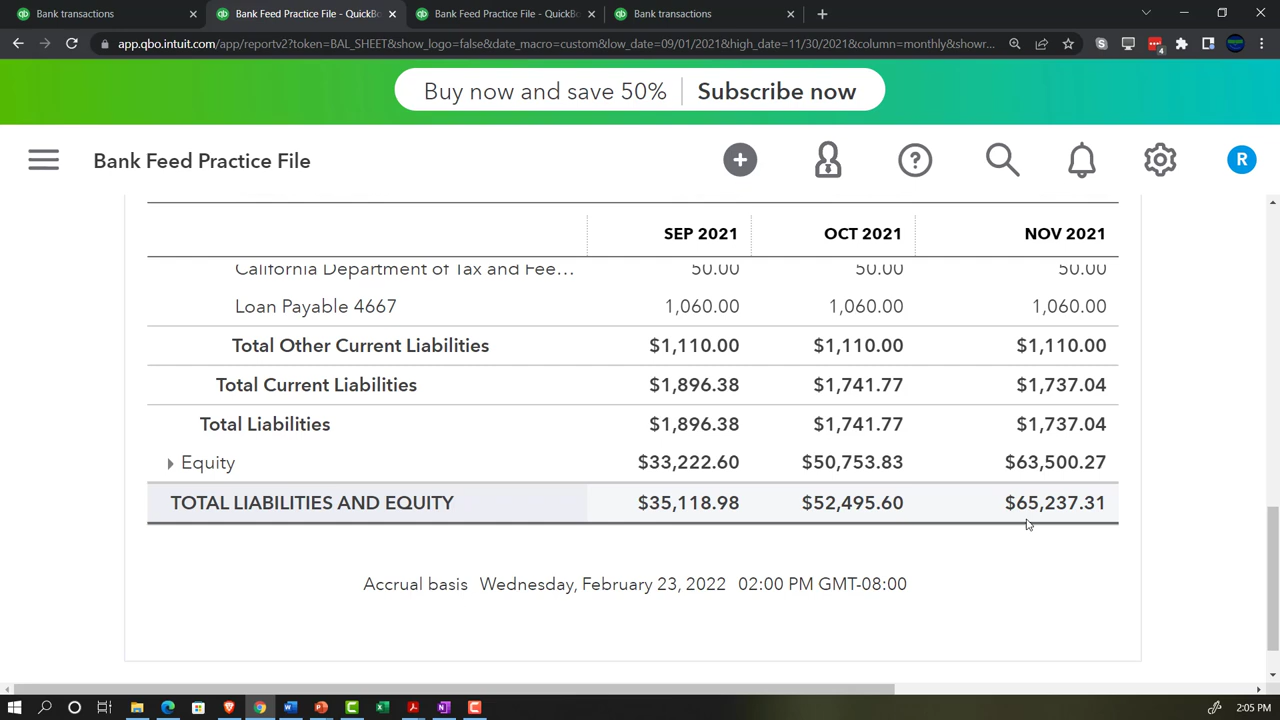 Bank transactions
Bank Feed Practice File - QuickBo
Bank Feed Practice File - QuickB
Bank transactions
app.qbo.intuit.com/app/reportv2?token=BAL_SHEET&show_logo=false&date_macro=custom&low_date=09/01/2021&high_date=11/30/2021&column=monthly&showr...
Buy now and save 50% Subscribe now
Bank Feed Practice File
R
SEP 2021 OCT 2021 NOV 2021
California Department of Tax and Fee... 50.00 50.00 50.00
Loan Payable 4667 1,060.00 1,060.00 1,060.00
Total Other Current Liabilities $1,110.00 $1,110.00 $1,110.00
Total Current Liabilities $1,896.38 $1,741.77 $1,737.04
Total Liabilities $1,896.38 $1,741.77 $1,737.04
Equity $33,222.60 $50,753.83 $63,500.27
TOTAL LIABILITIES AND EQUITY $35,118.98 $52,495.60 $65,237.31
Accrual basis Wednesday, February 23, 2022 02:00 PM GMT-08:00
2:05 PM